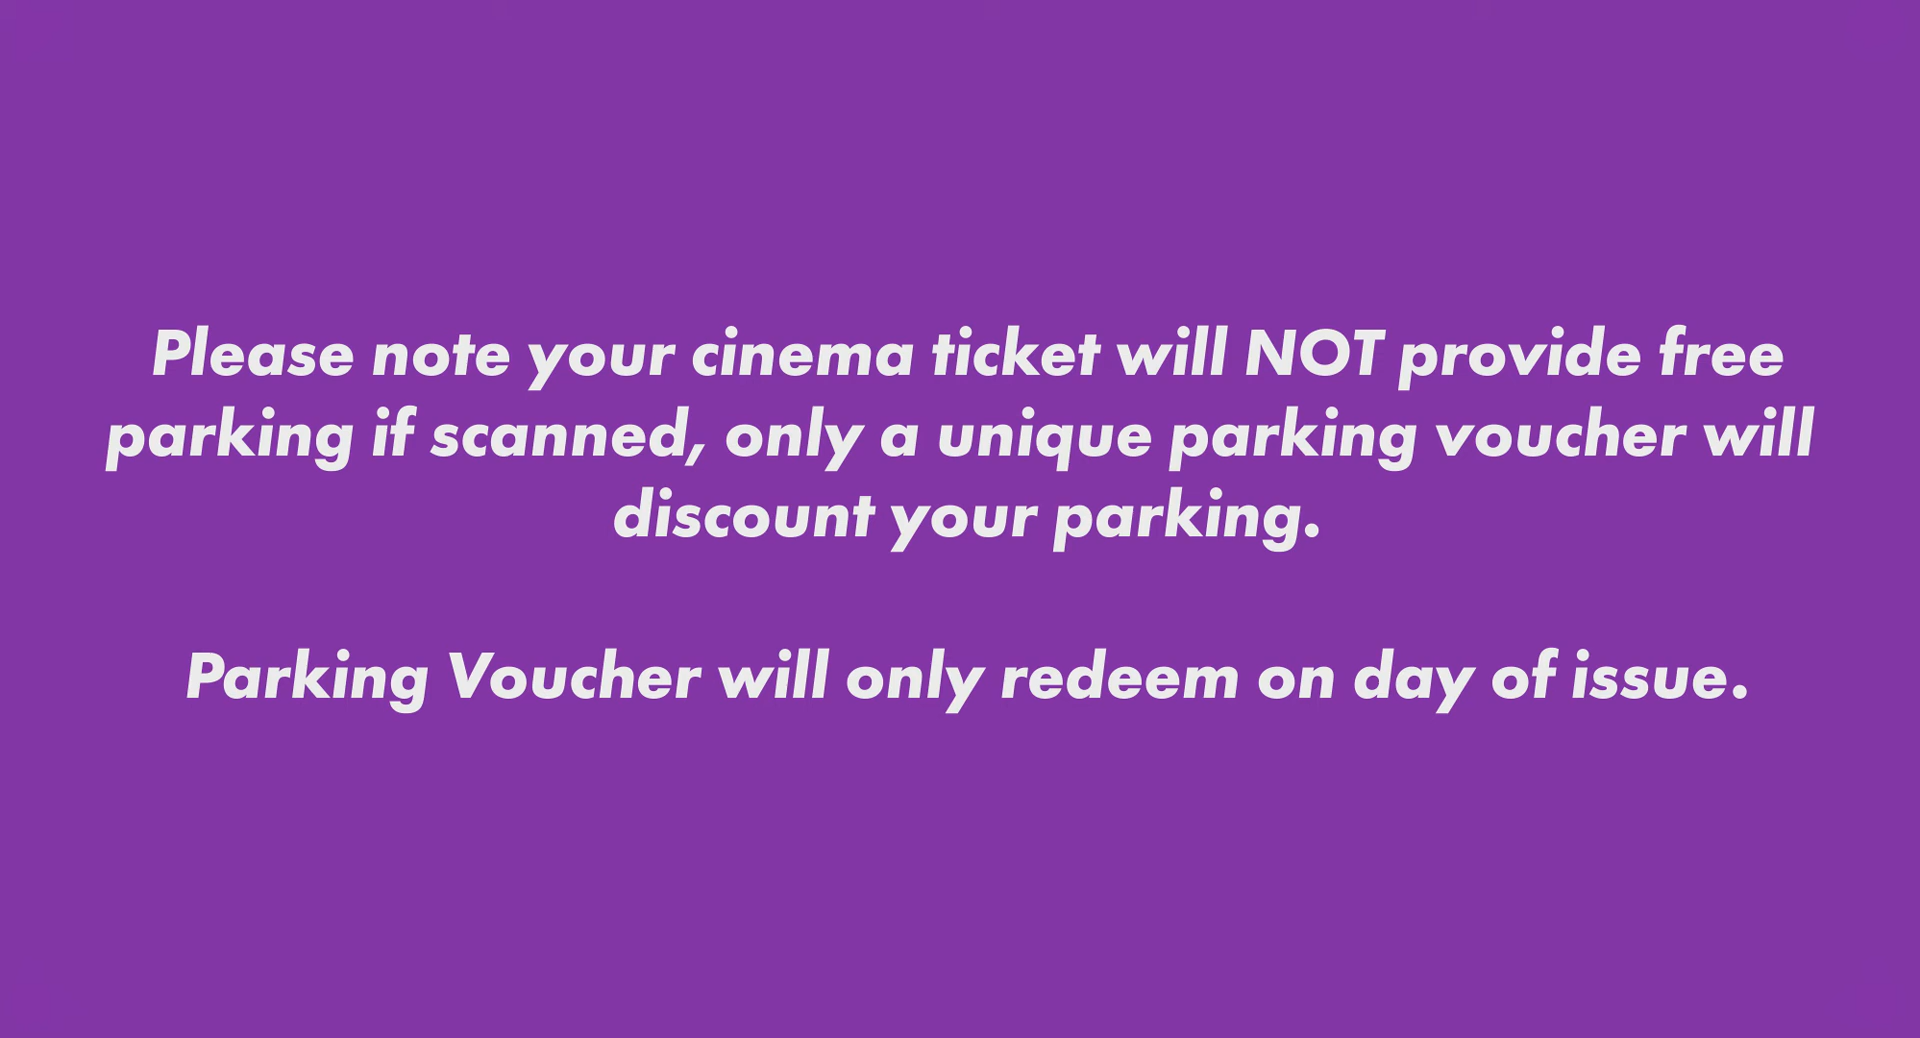 Please note your cinema ticket will NOT provide free
parking if scanned, only a unique parking voucher will
discount your parking.
Parking Voucher will only redeem on day of issue.